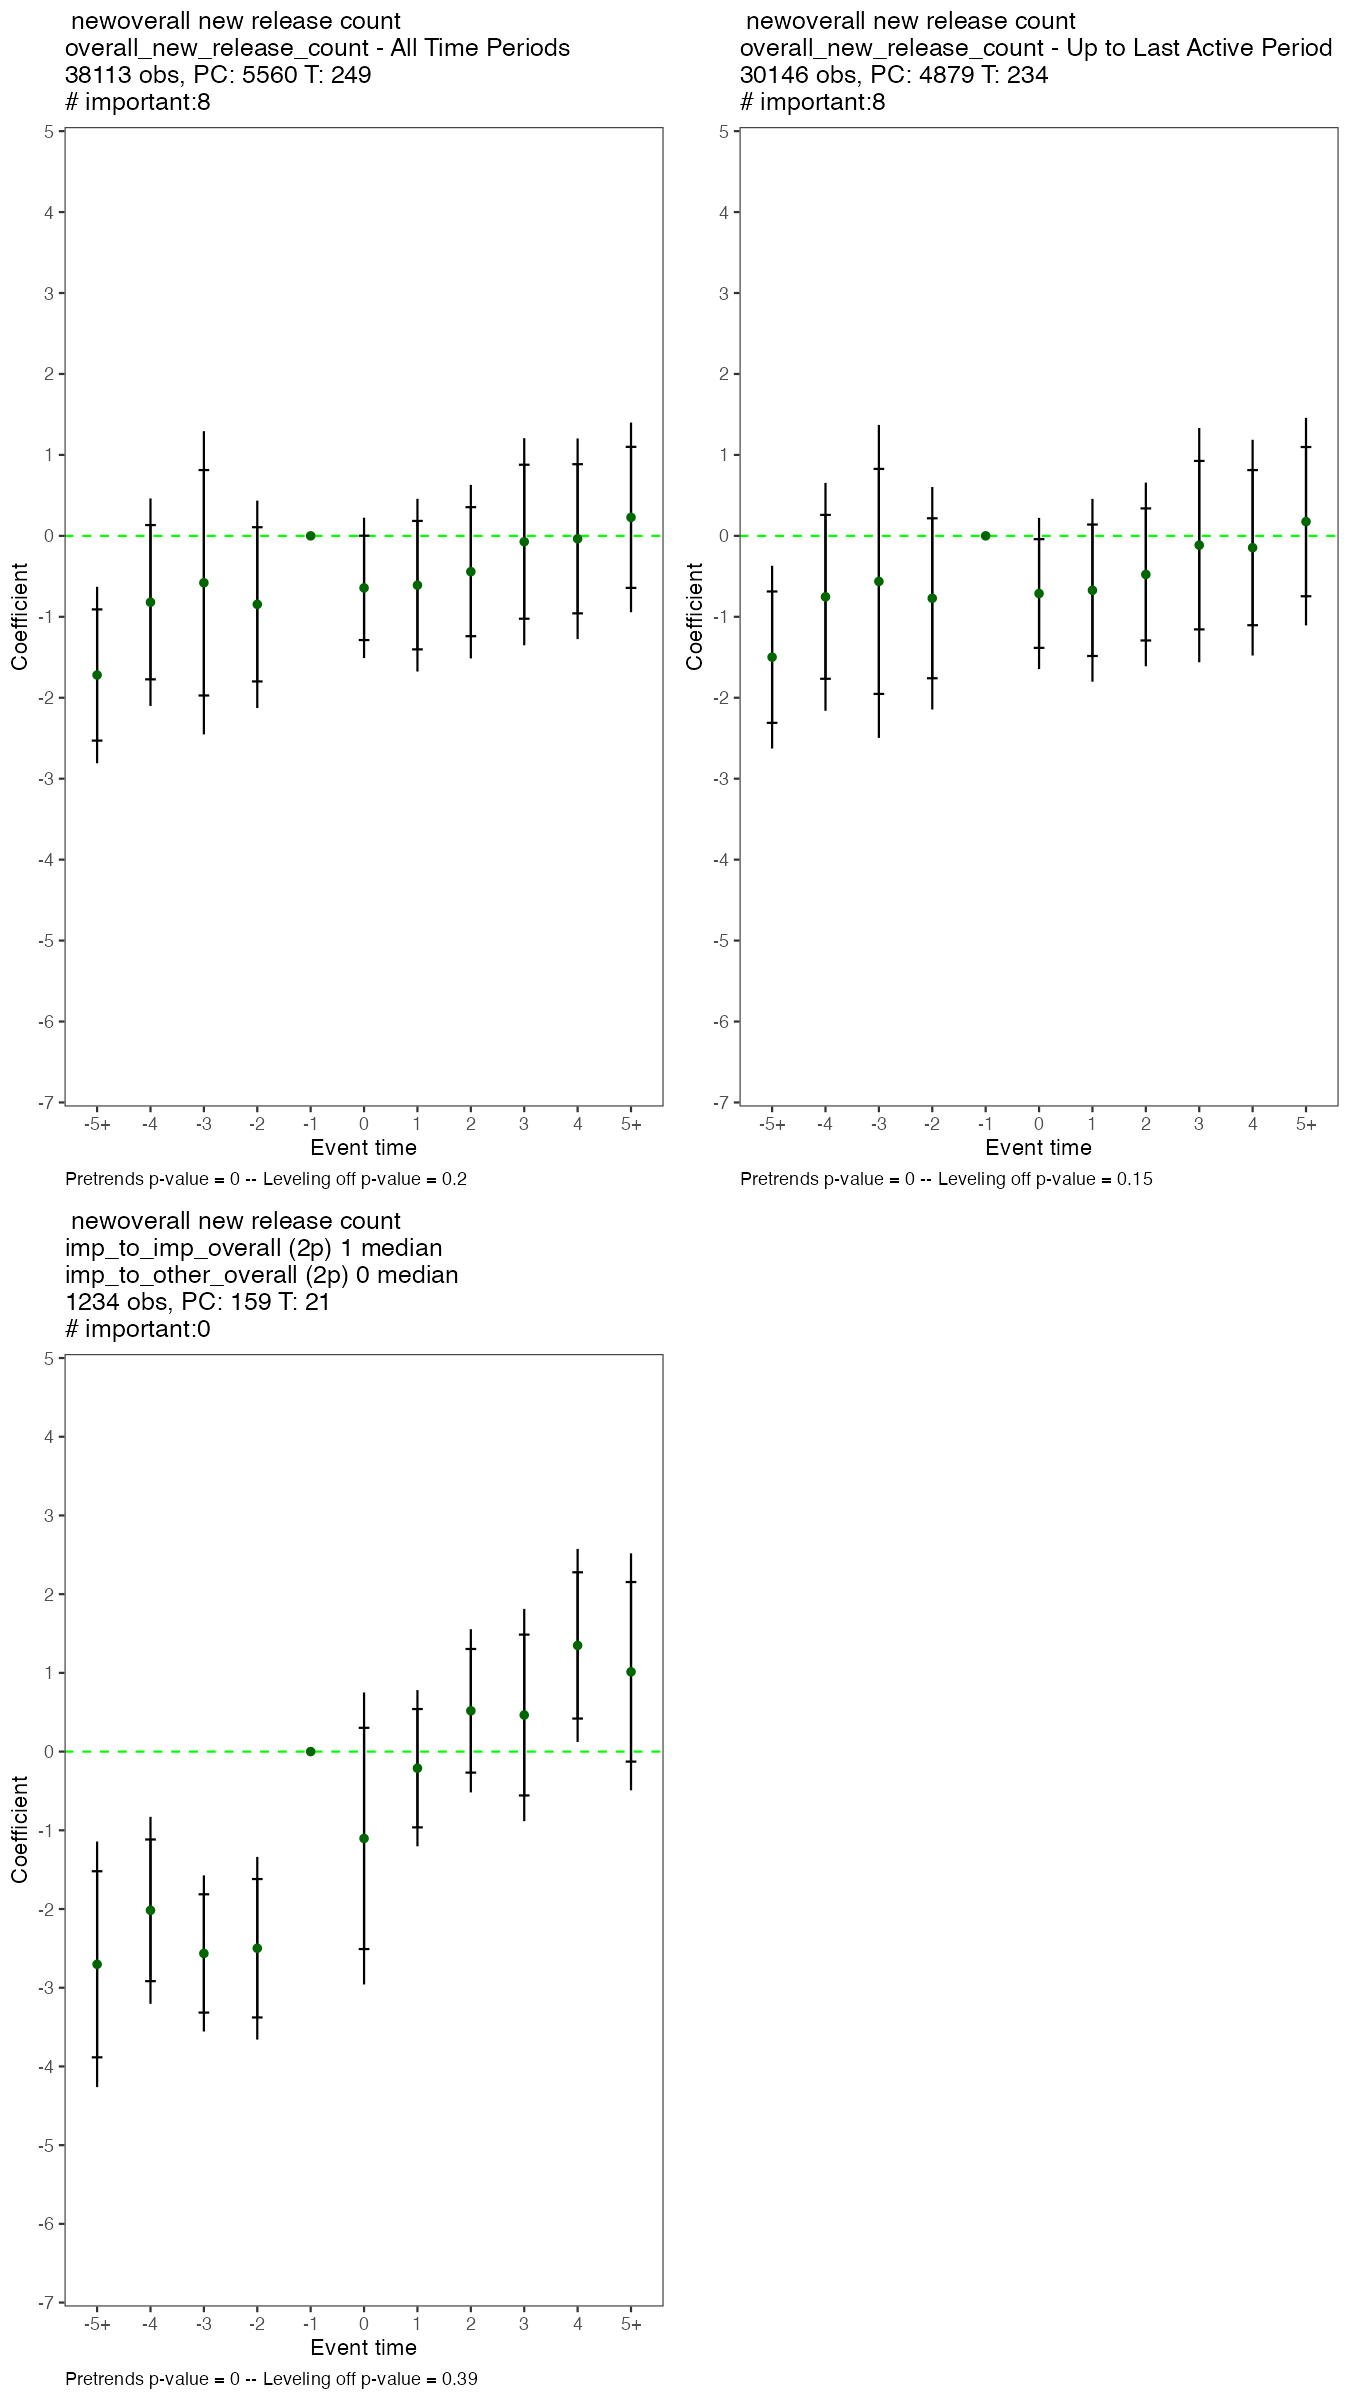 newoverall new release count
overall_new_release_count - All Time Periods
38113 obs, PC: 5560 T: 249
# important:8
5
4
3
2
1
0
-1
-2
-3
-4
-5
-6
-7
Coefficient
-5+ -4 -3 -2 -1 0 1 2 3 4 5+
Event time
Pretrends p-value = 0 -- Leveling off p-value = 0.2
newoverall new release count
overall_new_release_count - Up to Last Active Period
30146 obs, PC: 4879 T: 234
# important:8
5
4
3
2
1
0
-1
-2
-3
-4
-5
-6
-7
Coefficient
-5+ -4 -3 -2 -1 0 1 2 3 4 5+
Event time
Pretrends p-value = 0 -- Leveling off p-value = 0.15
newoverall new release count
imp_to_imp_overall (2p) 1 median
imp_to_other_overall (2p) 0 median
1234 obs, PC: 159 T: 21
# important:0
5
4
3
2
1
0
-1
-2
-3
-4
-5
-6
-7
Coefficient
-5+ -4 -3 -2 -1 0 1 2 3 4 5+
Event time
Pretrends p-value = 0 -- Leveling off p-value = 0.39